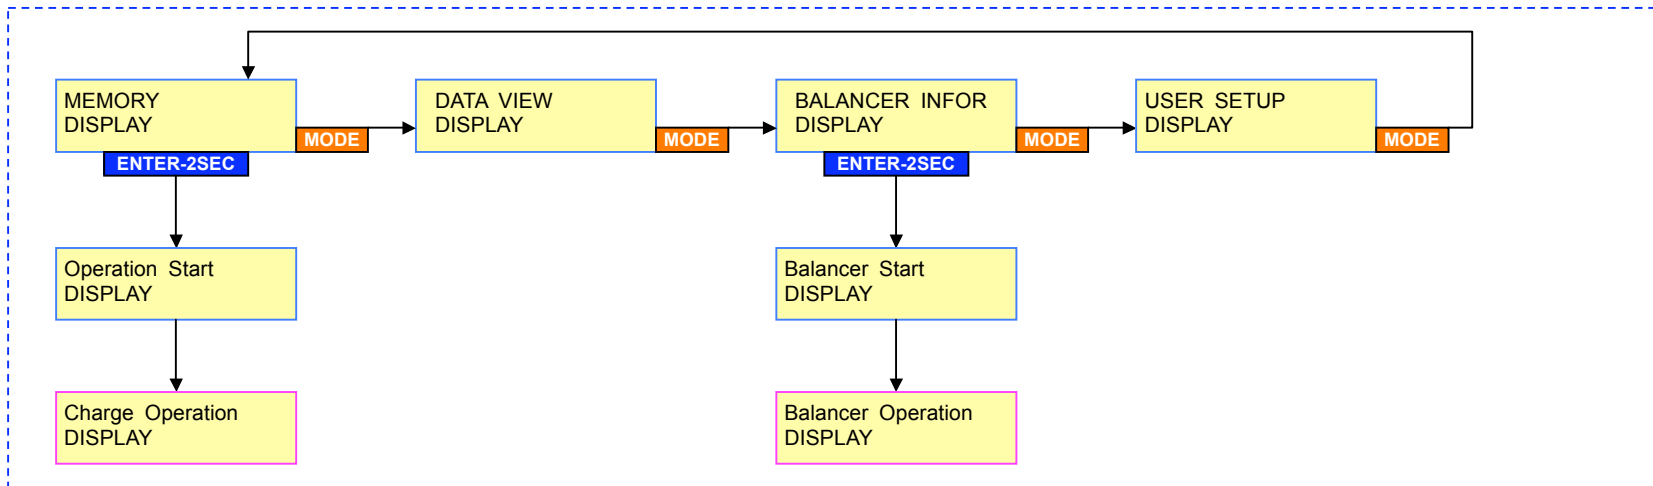 MEMORY
DISPLAY
MODE
ENTER-2SEC
DATA VIEW
DISPLAY
MODE
BALANCER INFOR
DISPLAY
MODE
ENTER-2SEC
USER SETUP
DISPLAY
MODE
Operation Start
DISPLAY
Balancer Start
DISPLAY
Charge Operation
DISPLAY
Balancer Operation
DISPLAY